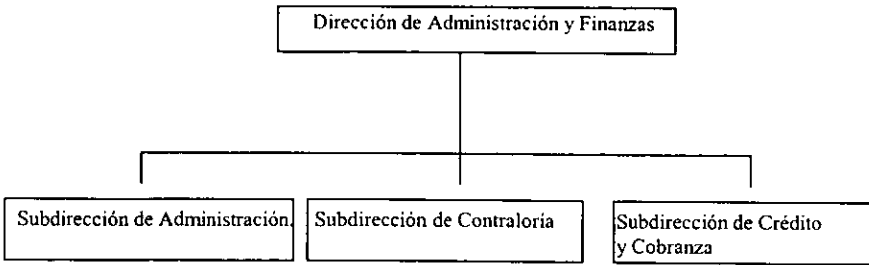 Dirección de Administración y Finanzas
Subdirección de Administración.
Subdirección de Contraloría
Subdirección de Crédito
y Cobranza